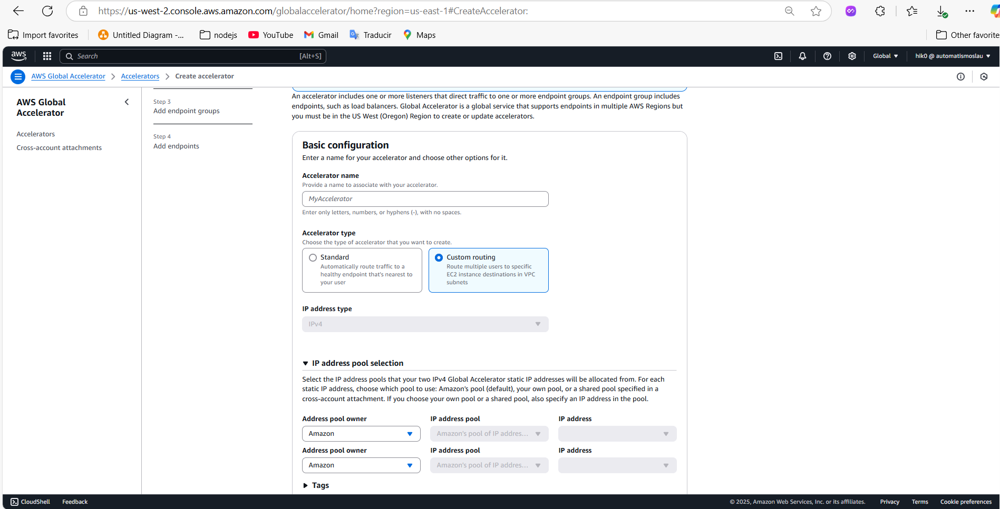 https://us-west-2.console.aws.amazon.com/globalaccelerator/home?region=us-east-1#CreateAccelerator:
Import favorites
Untitled Diagram -...
nodejs
YouTube
Gmail
Traducir
Maps
Other favorite
aws
Search
[Alt+S]
Global
hik0 @ automatismoslau
AWS Global Accelerator
Accelerators
Create accelerator
AWS Global
Accelerator
Accelerators
Cross-account attachments
Step 3
Add endpoint groups
Step 4
Add endpoints
An accelerator includes one or more listeners that direct traffic to one or more endpoint groups. An endpoint group includes
endpoints, such as load balancers. Global Accelerator is a global service that supports endpoints in multiple AWS Regions but
you must be in the US West (Oregon) Region to create or update accelerators.
Basic configuration
Enter a name for your accelerator and choose other options for it.
Accelerator name
Provide a name to associate with your accelerator.
MyAccelerator
Enter only letters, numbers, or hyphens (-), with no spaces.
Accelerator type
Choose the type of accelerator that you want to create.
Standard
Automatically route traffic to a
healthy endpoint that's nearest to
your user
Custom routing
Route multiple users to specific
EC2 instance destinations in VPC
subnets
IP address type
IPv4
IP address pool selection
Select the IP address pools that your two IPv4 Global Accelerator static IP addresses will be allocated from. For each
static IP address, choose which pool to use: Amazon's pool (default), your own pool, or a shared pool specified in a
cross-account attachment. If you choose your own pool or a shared pool, also specify an IP address in the pool.
Address pool owner
IP address pool
IP address
Amazon
Amazon's pool of IP addres...
Address pool owner
IP address pool
IP address
Amazon
Amazon's pool of IP addres...
Tags
CloudShell
Feedback
© 2025, Amazon Web Services, Inc. or its affiliates.
Privacy
Terms
Cookie preferences